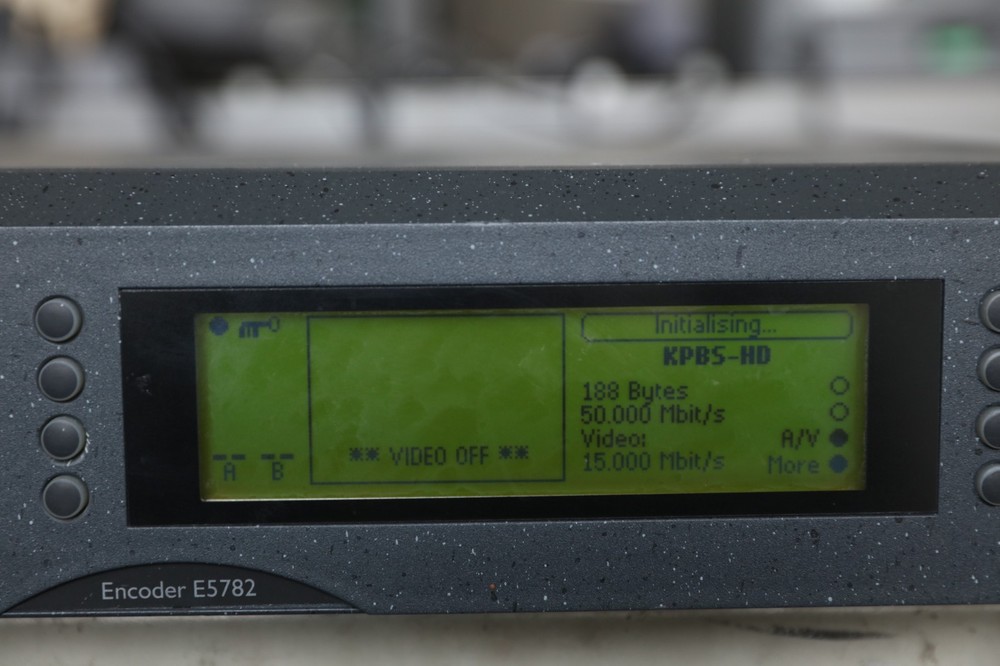 Initialising...
KPBS-HD
188 Bytes
50.000 Mbit/s
Video: A/V
15.000 Mbit/s More
** VIDEO OFF **
A B
Encoder E5782